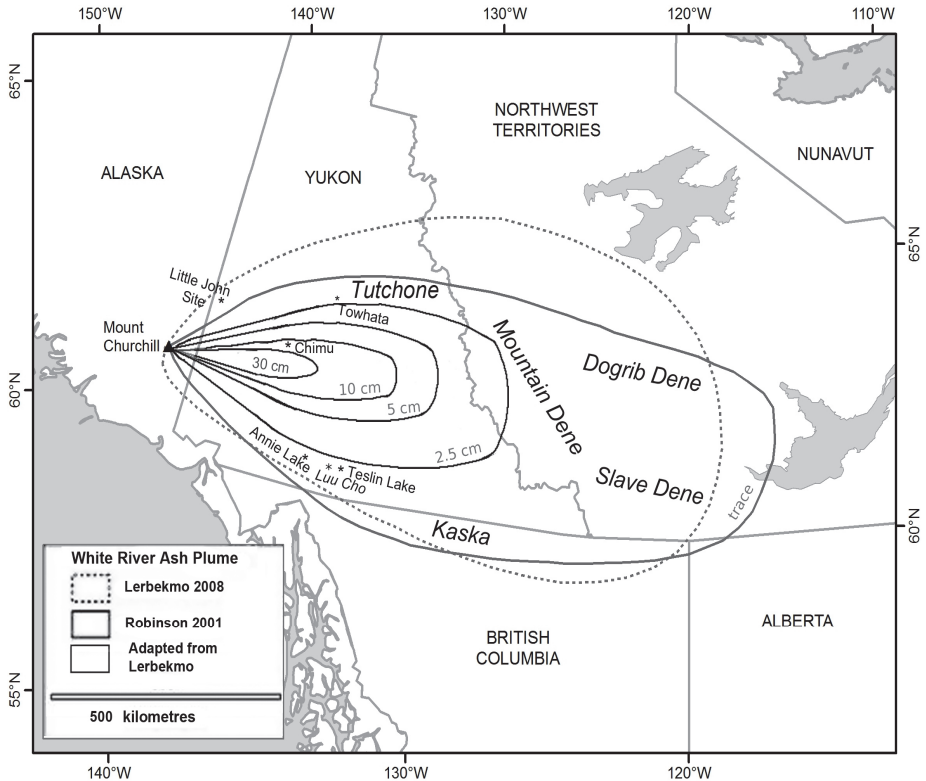 150°W
140°W
130°W
120°W
110°W
65°N
NORTHWEST
TERRITORIES
NUNAVUT
ALASKA
YUKON
65°N
Little John
Site *
*
Tutchone
* Towhata
Mount
Churchill
* Chimu
30 cm
10 cm
5 cm
2.5 cm
Mountain Dene
Dogrib Dene
Slave Dene
trace
60°N
Annie Lake *
* * Teslin Lake
Luu Cho
Kaska
60°N
White River Ash Plume
Lerbekmo 2008
Robinson 2001
Adapted from
Lerbekmo
500 kilometres
BRITISH
COLUMBIA
ALBERTA
55°N
140°W
130°W
120°W